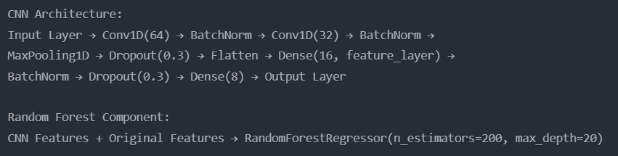 CNN Architecture:
Input Layer → Conv1D(64) → BatchNorm → Conv1D(32) → BatchNorm →
MaxPooling1D → Dropout(0.3) → Flatten → Dense(16, feature_layer) →
BatchNorm → Dropout(0.3) → Dense(8) → Output Layer

Random Forest Component:
CNN Features + Original Features → RandomForestRegressor(n_estimators=200, max_depth=20)